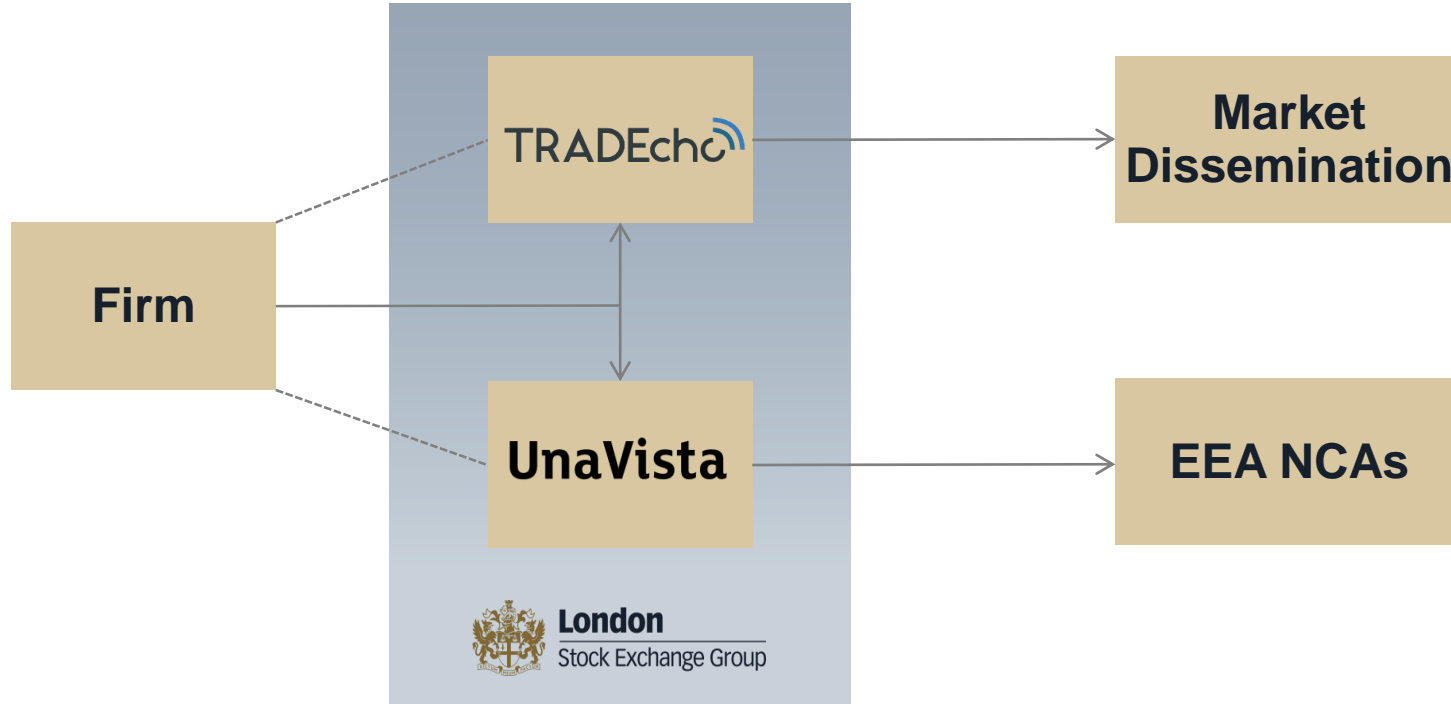 TRADEcho
Market
Dissemination
Firm
UnaVista
EEA NCAs
London
Stock Exchange Group